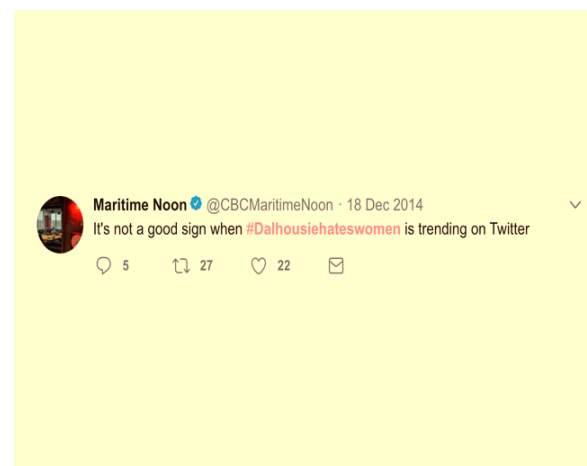 Maritime Noon @CBCMaritimeNoon · 18 Dec 2014
It's not a good sign when #Dalhousiehateswomen is trending on Twitter
5 27 22